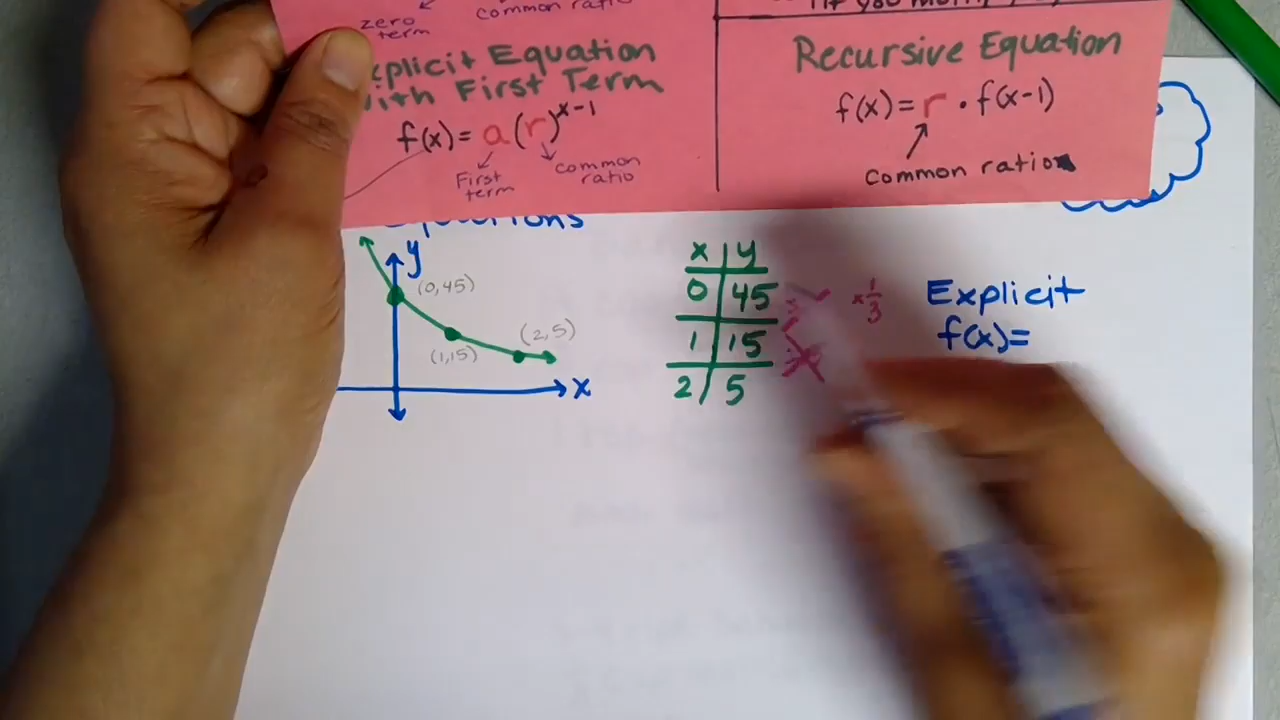 zero
term
common ratio
Explicit Equation
With First Term
f(x) = a(r)^x-1
First
term
common
ratio
Recursive Equation
f(x) = r · f(x-1)
common ratio
Equations
y
(0,45)
(1,15)
(2,5)
x
x | y
0 | 45
1 | 15
2 | 5
×1/3
Explicit
f(x)=